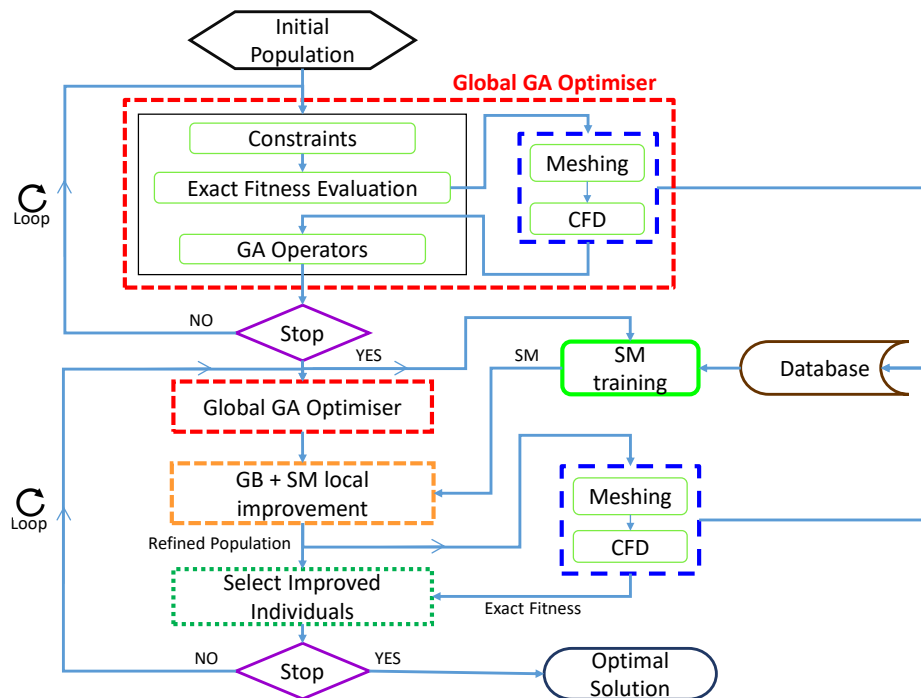 Initial
Population
Global GA Optimiser
Constraints
Exact Fitness Evaluation
GA Operators
Meshing
CFD
Loop
NO
Stop
YES
SM
SM
training
Database
Global GA Optimiser
GB + SM local
improvement
Meshing
CFD
Loop
Refined Population
Select Improved
Individuals
Exact Fitness
NO
Stop
YES
Optimal
Solution